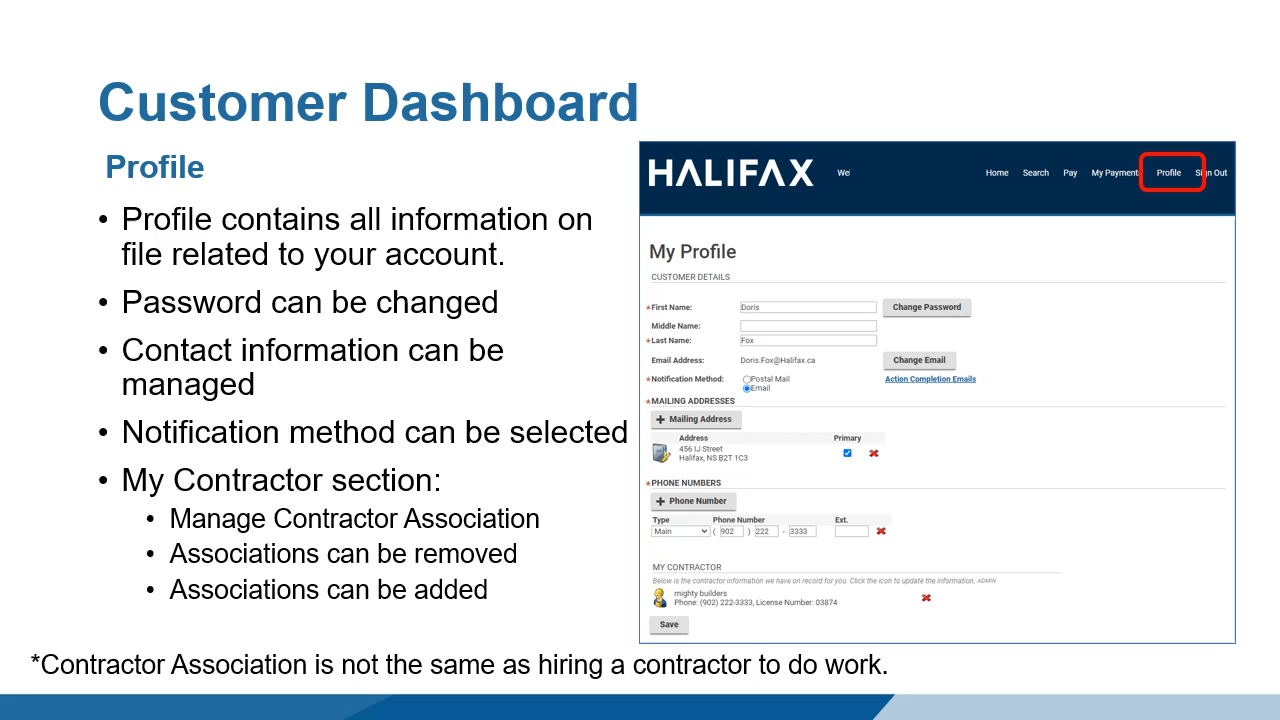 Customer Dashboard
Profile
• Profile contains all information on
file related to your account.
• Password can be changed
• Contact information can be
managed
• Notification method can be selected
• My Contractor section:
• Manage Contractor Association
• Associations can be removed
• Associations can be added
HALIFAX We Home Search Pay My Payment Profile Sign Out
My Profile
CUSTOMER DETAILS
*First Name: Doris Change Password
Middle Name:
*Last Name: Fox
Email Address: Doris.Fox@Halifax.ca Change Email
*Notification Method: Postal Mail Action Completion Emails
Email
*MAILING ADDRESSES
+ Mailing Address
Address Primary
456 IJ Street
Halifax, NS B2T 1C3
*PHONE NUMBERS
+ Phone Number
Type Phone Number Ext.
Main ( 902 ) 222 - 3333
MY CONTRACTOR
Below is the contractor information we have on record for you. Click the icon to update the information. ADMIN
mighty builders
Phone: (902) 222-3333, License Number: 03874
Save
*Contractor Association is not the same as hiring a contractor to do work.